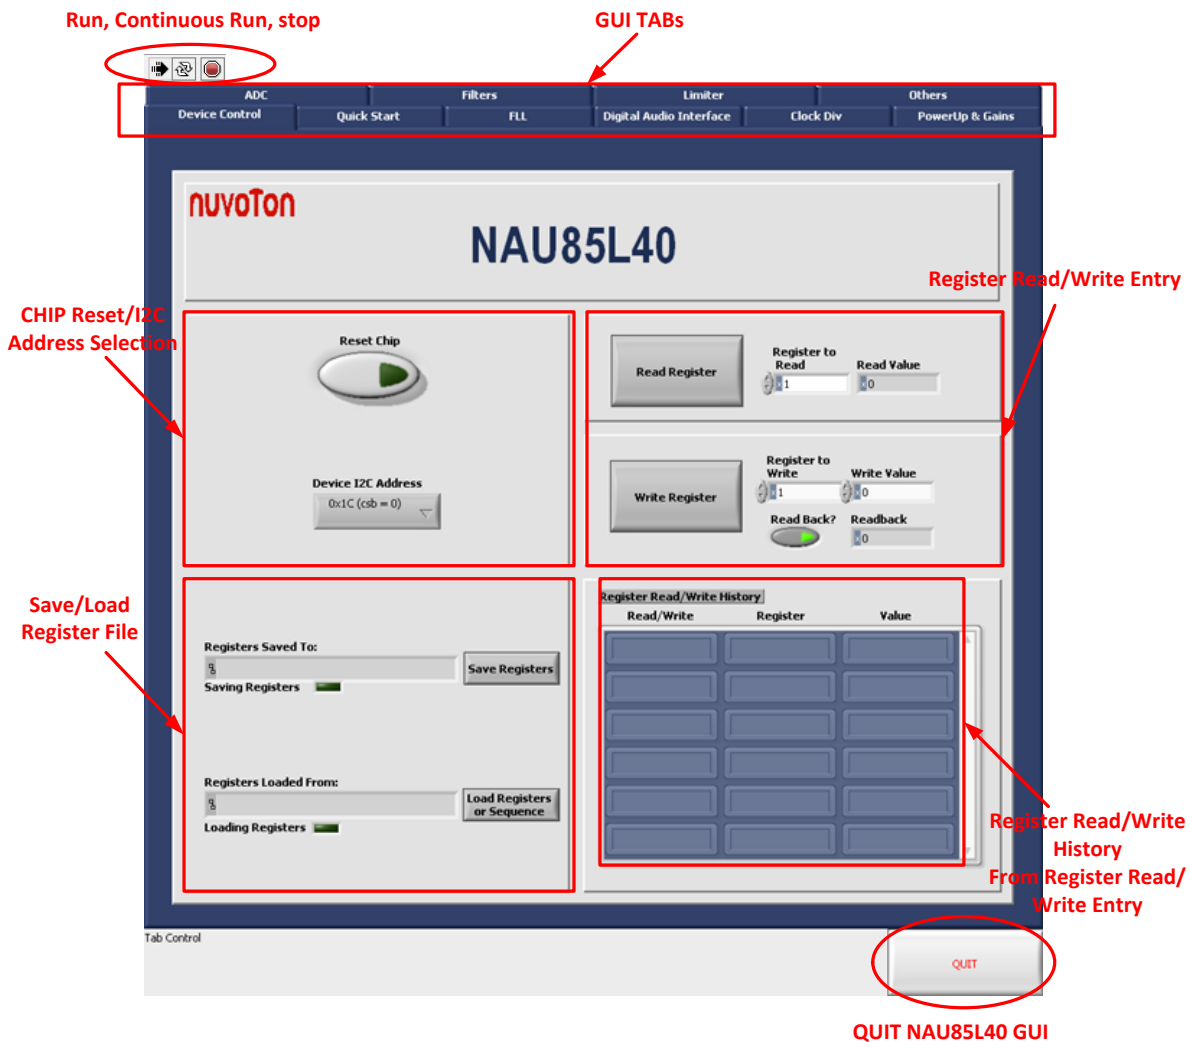 Run, Continuous Run, stop
GUI TABs
ADC
Filters
Limiter
Others
Device Control
Quick Start
FLL
Digital Audio Interface
Clock Div
PowerUp & Gains
nuvoTon
NAU85L40
Register Read/Write Entry
CHIP Reset/I2C
Address Selection
Reset Chip
Device I2C Address
0x1C (csb = 0)
Read Register
Register to
Read
Read Value
x 1
x 0
Write Register
Register to
Write
Write Value
x 1
x 0
Read Back?
Readback
x 0
Save/Load
Register File
Registers Saved To:
Save Registers
Saving Registers
Registers Loaded From:
Load Registers
or Sequence
Loading Registers
Register Read/Write History
Read/Write
Register
Value
Register Read/Write
History
From Register Read/
Write Entry
Tab Control
QUIT
QUIT NAU85L40 GUI